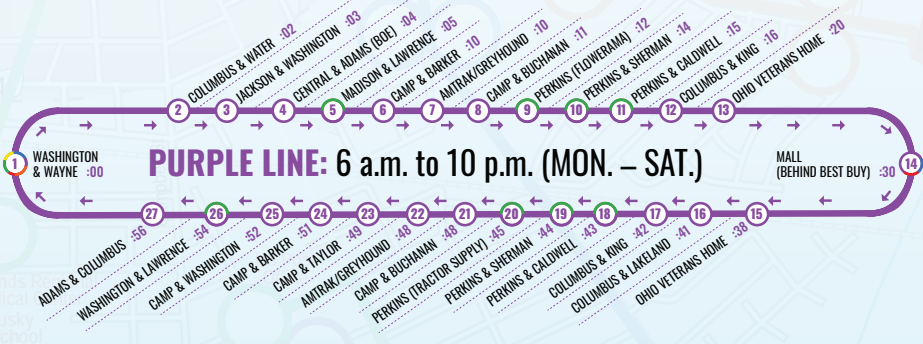 COLUMBUS & WATER :02
JACKSON & WASHINGTON :03
CENTRAL & ADAMS (BOE) :04
MADISON & LAWRENCE :05
CAMP & BARKER :10
AMTRAK/GREYHOUND :10
CAMP & BUCHANAN :11
PERKINS (FLOWERAMA) :12
PERKINS & SHERMAN :14
PERKINS & CALDWELL :15
COLUMBUS & KING :16
OHIO VETERANS HOME :20
2 3 4 5 6 7 8 9 10 11 12 13
1
WASHINGTON
& WAYNE :00
PURPLE LINE: 6 a.m. to 10 p.m. (MON. – SAT.)
MALL
(BEHIND BEST BUY) :30
14
27 26 25 24 23 22 21 20 19 18 17 16 15
ADAMS & COLUMBUS :56
WASHINGTON & LAWRENCE :54
CAMP & WASHINGTON :52
CAMP & BARKER :51
CAMP & TAYLOR :49
AMTRAK/GREYHOUND :48
CAMP & BUCHANAN :48
PERKINS (TRACTOR SUPPLY) :45
PERKINS & SHERMAN :44
PERKINS & CALDWELL :43
COLUMBUS & KING :42
COLUMBUS & LAKELAND :41
OHIO VETERANS HOME :38